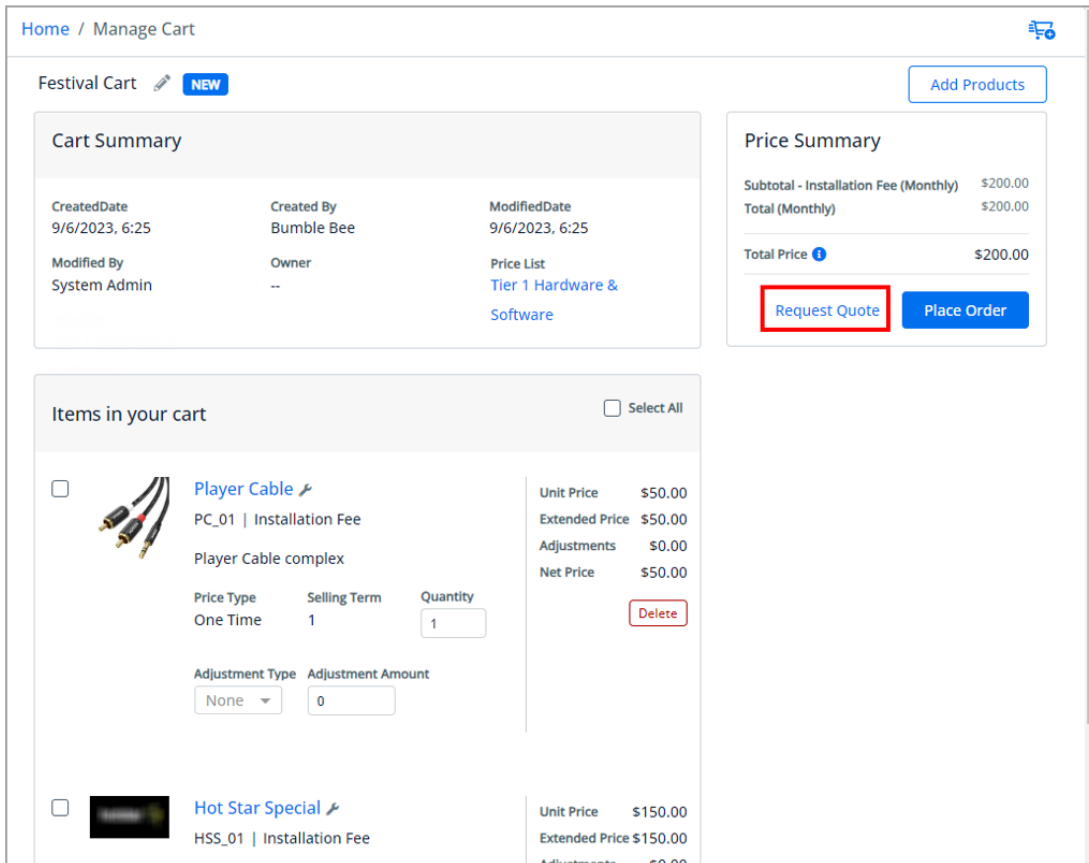 Home / Manage Cart
Festival Cart NEW
Add Products
Cart Summary
CreatedDate Created By ModifiedDate
9/6/2023, 6:25 Bumble Bee 9/6/2023, 6:25
Modified By Owner Price List
System Admin -- Tier 1 Hardware &
Software
Price Summary
Subtotal - Installation Fee (Monthly) $200.00
Total (Monthly) $200.00
Total Price $200.00
Request Quote Place Order
Items in your cart Select All
Player Cable
PC_01 | Installation Fee
Player Cable complex
Price Type Selling Term Quantity
One Time 1 1
Adjustment Type Adjustment Amount
None 0
Unit Price $50.00
Extended Price $50.00
Adjustments $0.00
Net Price $50.00
Delete
Hot Star Special
HSS_01 | Installation Fee
Unit Price $150.00
Extended Price $150.00
Adjustments $0.00